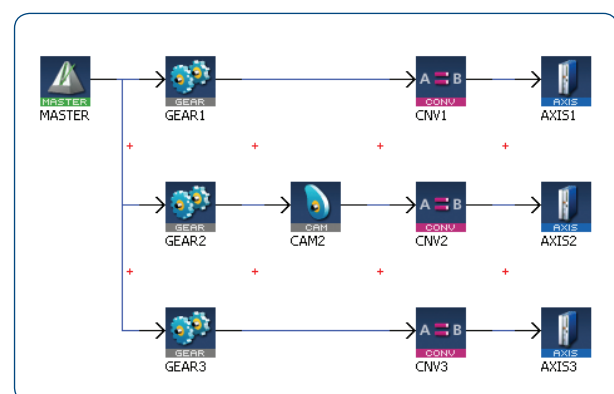 MASTER
MASTER
GEAR
GEAR1
A B
CONV
CNV1
AXIS
AXIS1
GEAR
GEAR2
CAM
CAM2
A B
CONV
CNV2
AXIS
AXIS2
GEAR
GEAR3
A B
CONV
CNV3
AXIS
AXIS3